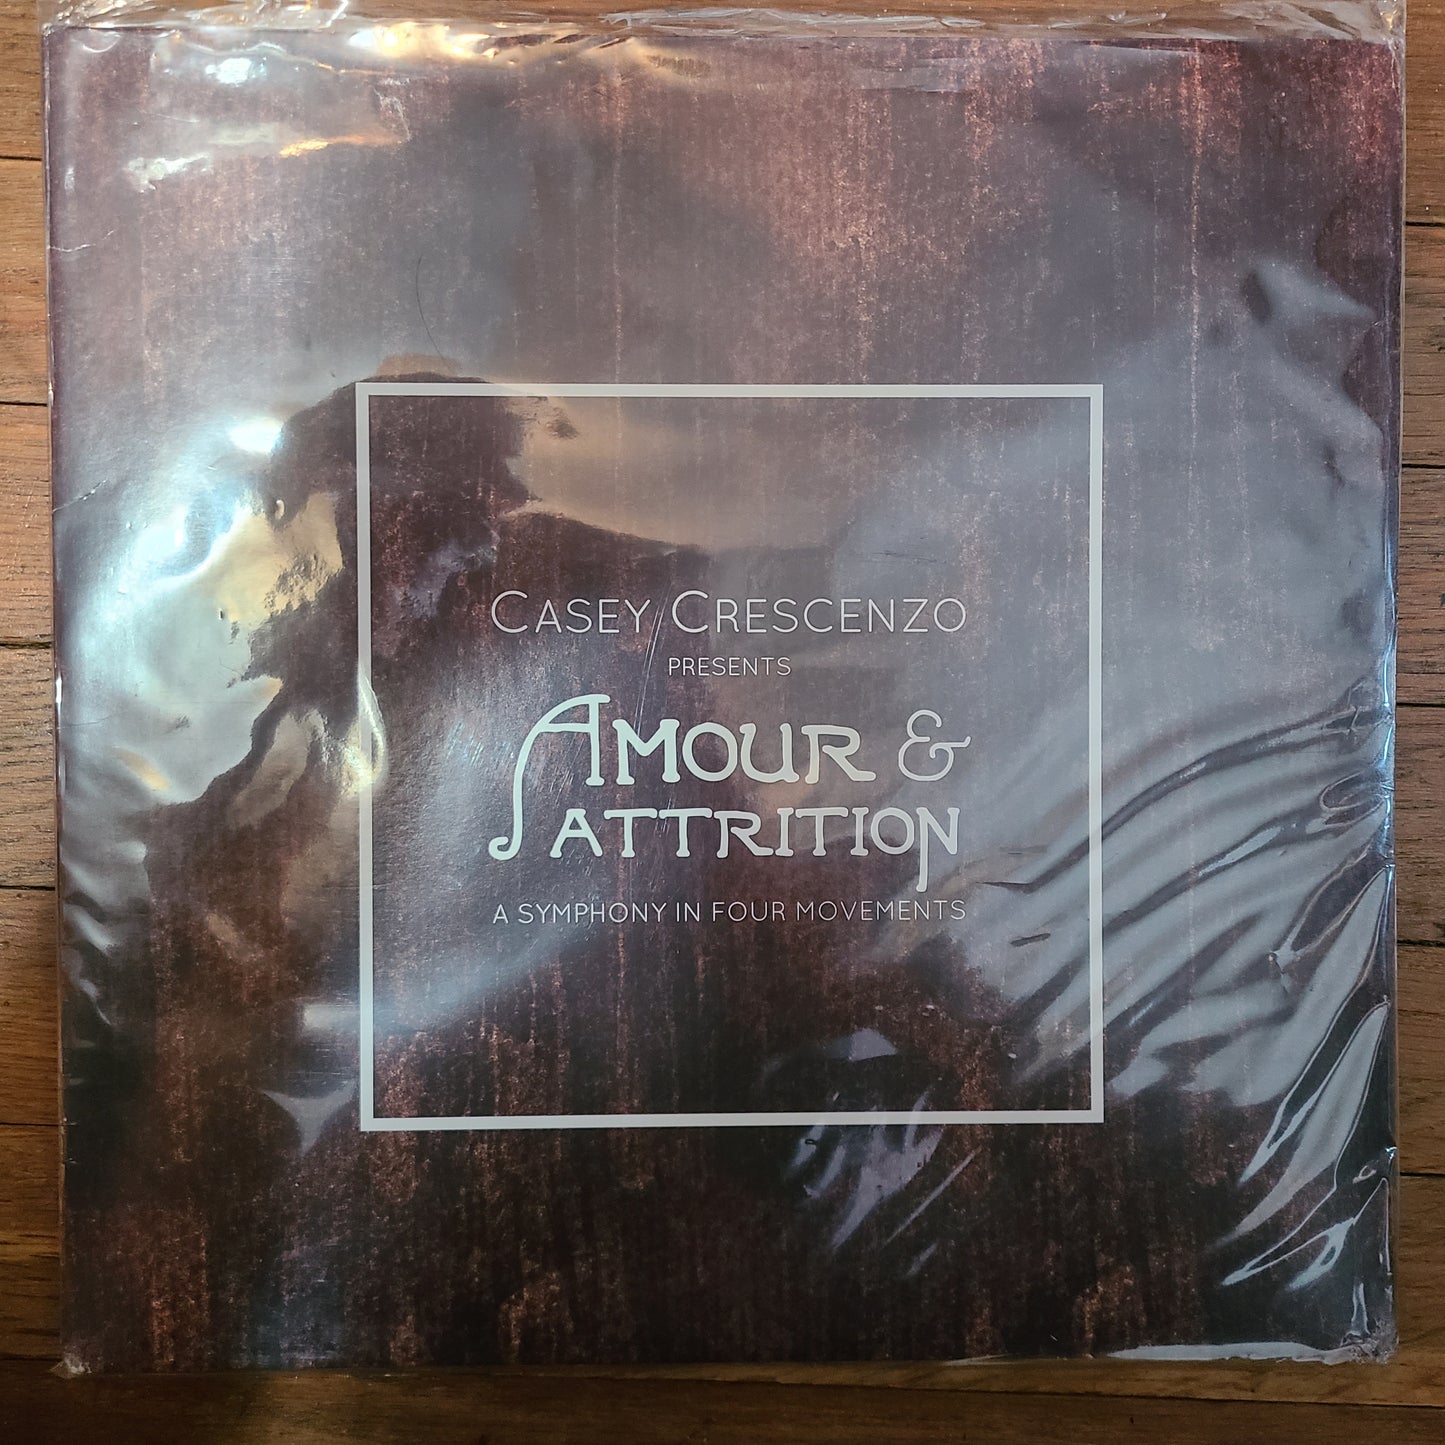 CASEY CRESCENZO
PRESENTS
AMOUR &
ATTRITION
A SYMPHONY IN FOUR MOVEMENTS